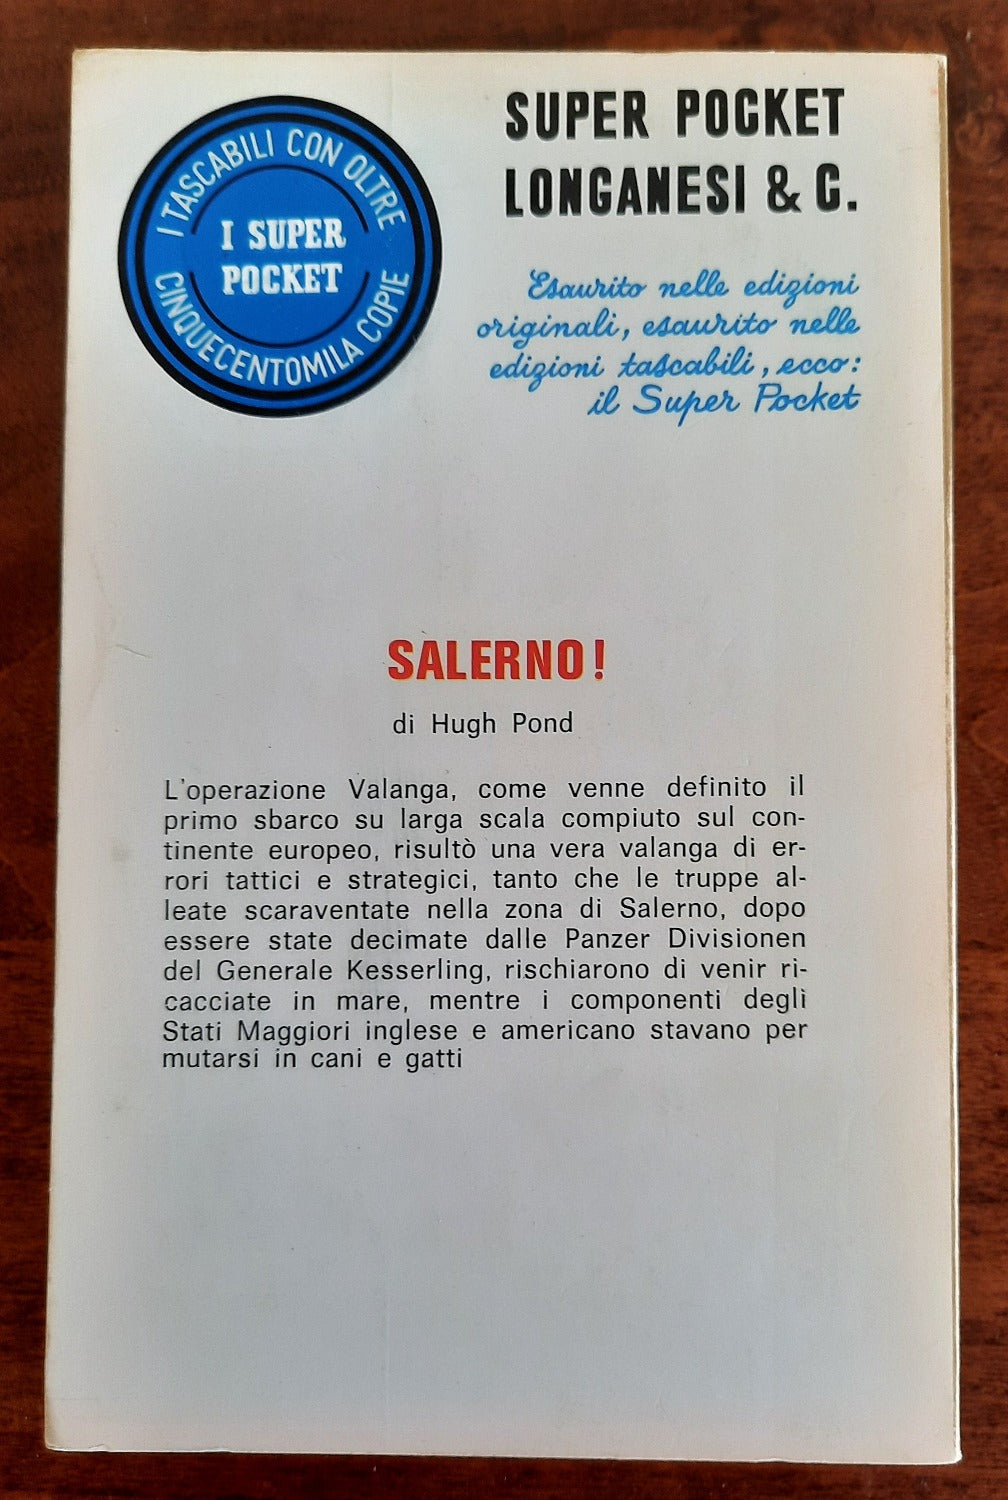 I TASCABILI CON OLTRE
I SUPER
POCKET
CINQUECENTOMILA COPIE
SUPER POCKET
LONGANESI & C.
Esaurito nelle edizioni
originali, esaurito nelle
edizioni tascabili, ecco:
il Super Pocket
SALERNO!
di Hugh Pond
L'operazione Valanga, come venne definito il
primo sbarco su larga scala compiuto sul con-
tinente europeo, risultò una vera valanga di er-
rori tattici e strategici, tanto che le truppe al-
leate scaraventate nella zona di Salerno, dopo
essere state decimate dalle Panzer Divisionen
del Generale Kesserling, rischiarono di venir ri-
cacciate in mare, mentre i componenti degli
Stati Maggiori inglese e americano stavano per
mutarsi in cani e gatti